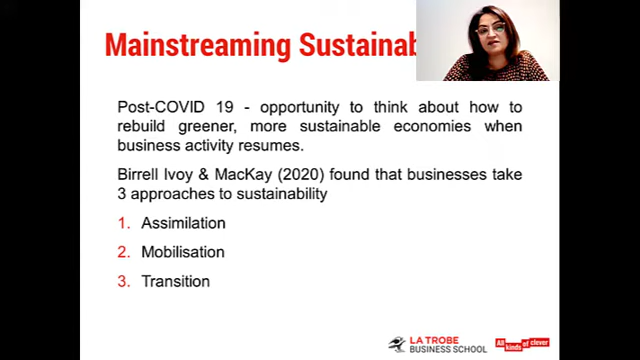 Mainstreaming Sustainab
Post-COVID 19 - opportunity to think about how to
rebuild greener, more sustainable economies when
business activity resumes.
Birrell Ivoy & MacKay (2020) found that businesses take
3 approaches to sustainability
1. Assimilation
2. Mobilisation
3. Transition
LA TROBE
BUSINESS SCHOOL
All kinds of clever